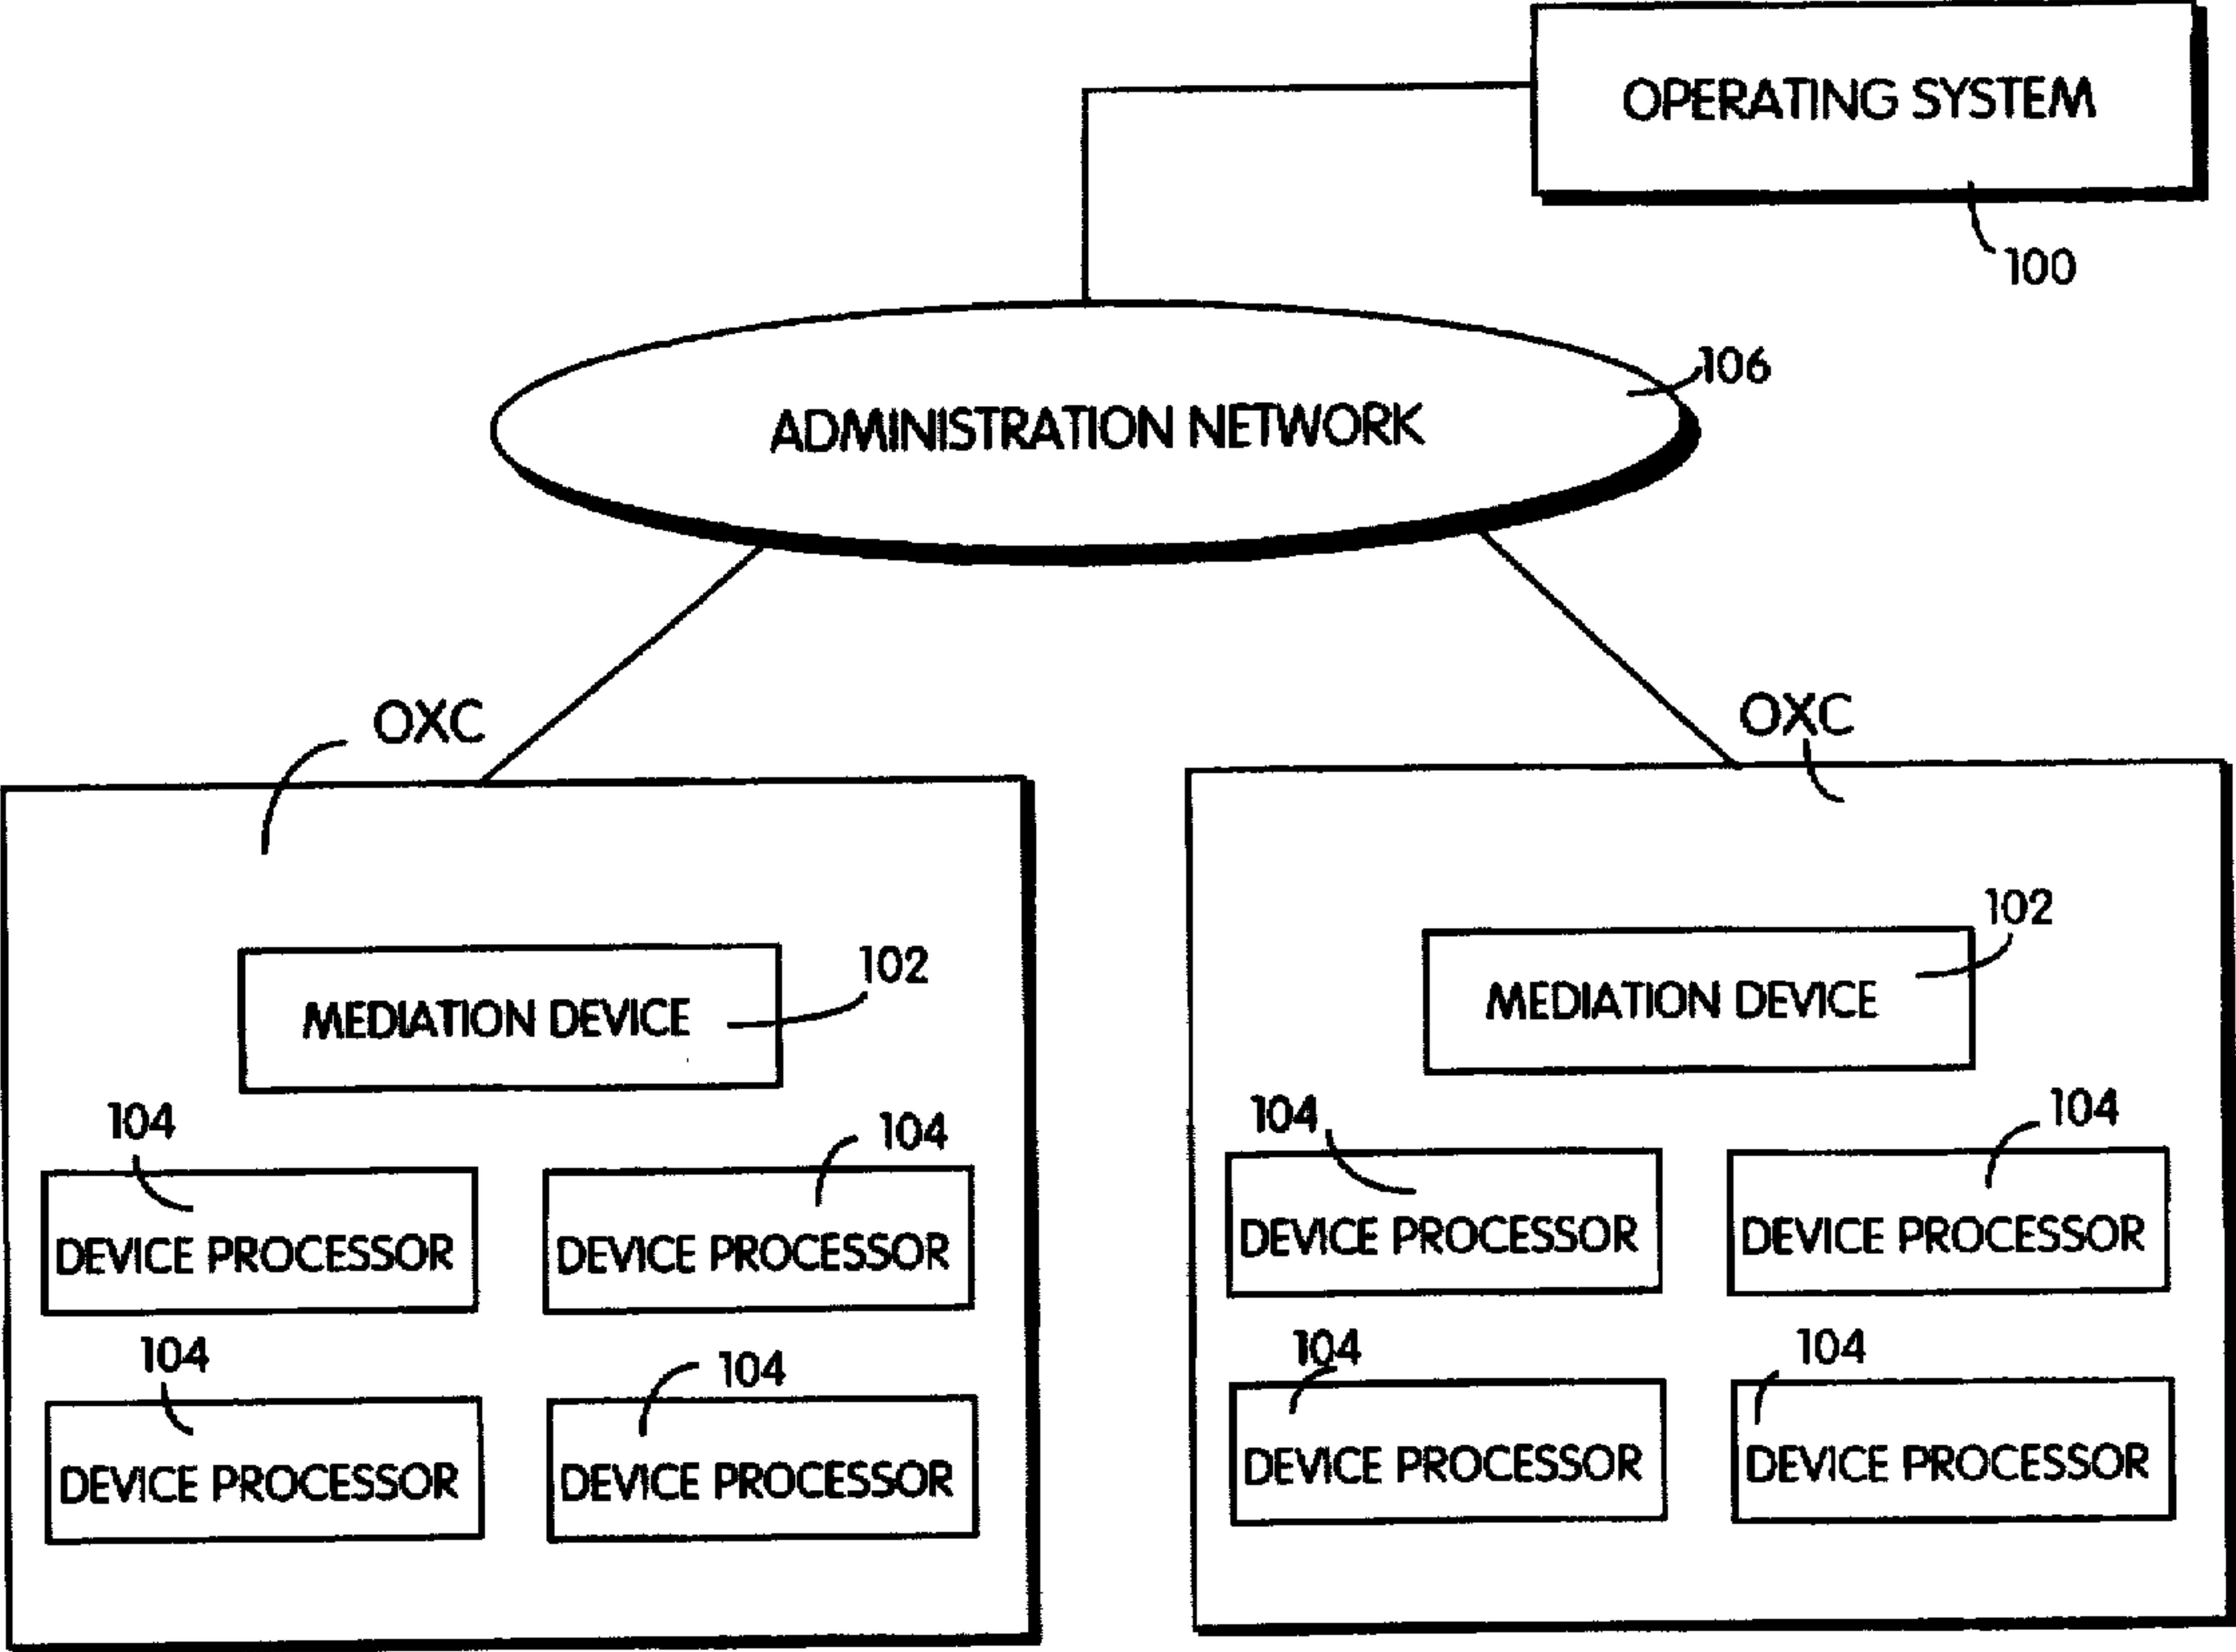 OPERATING SYSTEM
100
106
ADMINISTRATION NETWORK
OXC
OXC
102
MEDIATION DEVICE
104
104
DEVICE PROCESSOR
DEVICE PROCESSOR
104
104
DEVICE PROCESSOR
DEVICE PROCESSOR
102
MEDIATION DEVICE
104
104
DEVICE PROCESSOR
DEVICE PROCESSOR
104
104
DEVICE PROCESSOR
DEVICE PROCESSOR